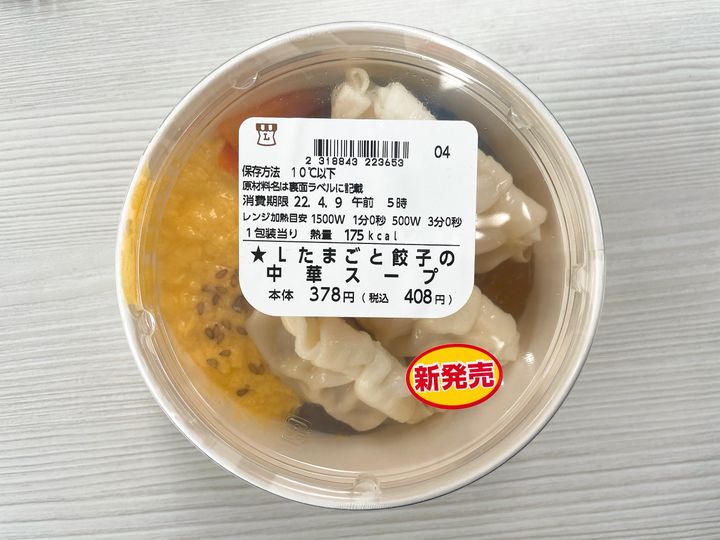 L
04
2 318843 223653
保存方法 10℃以下
原材料名は裏面ラベルに記載
消費期限 22.4.9 午前 5時
レンジ加熱目安 1500W 1分0秒 500W 3分0秒
1包装当り 熱量 175kcal
★Lたまごと餃子の
中華スープ
本体 378円(税込 408円)
新発売